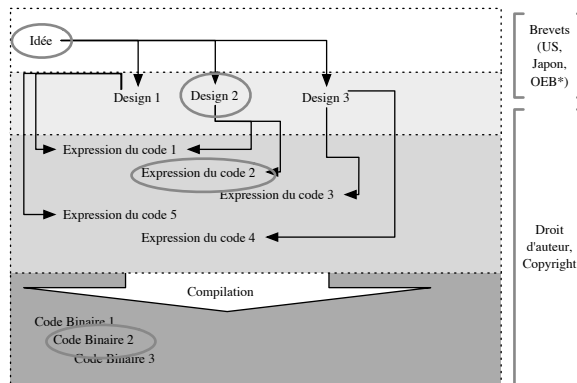 Idée
Brevets
(US,
Japon,
OEB*)
Design 1
Design 2
Design 3
Expression du code 1
Expression du code 2
Expression du code 3
Expression du code 5
Expression du code 4
Droit
d'auteur,
Copyright
Compilation
Code Binaire 1
Code Binaire 2
Code Binaire 3